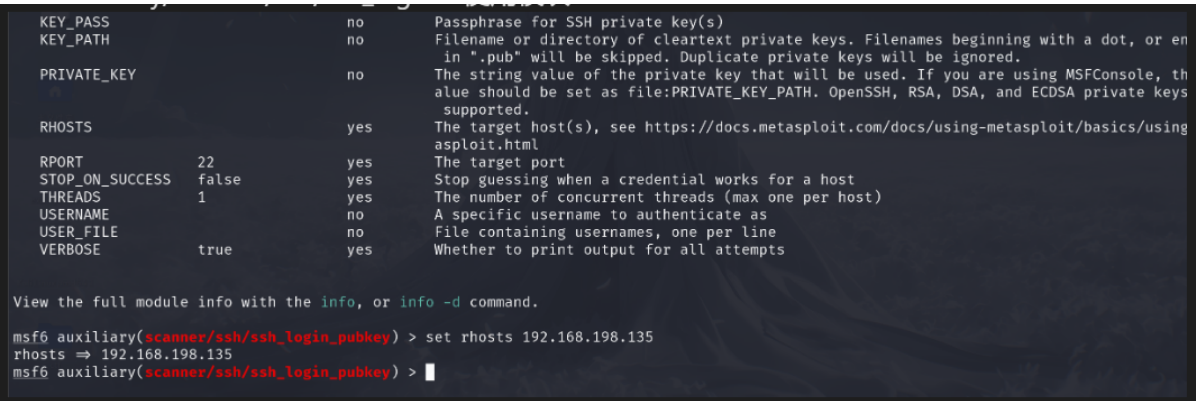 KEY_PASS no Passphrase for SSH private key(s)
KEY_PATH no Filename or directory of cleartext private keys. Filenames beginning with a dot, or en
in ".pub" will be skipped. Duplicate private keys will be ignored.
PRIVATE_KEY no The string value of the private key that will be used. If you are using MSFConsole, th
alue should be set as file:PRIVATE_KEY_PATH. OpenSSH, RSA, DSA, and ECDSA private keys
supported.
RHOSTS yes The target host(s), see https://docs.metasploit.com/docs/using-metasploit/basics/using
asploit.html
RPORT 22 yes The target port
STOP_ON_SUCCESS false yes Stop guessing when a credential works for a host
THREADS 1 yes The number of concurrent threads (max one per host)
USERNAME no A specific username to authenticate as
USER_FILE no File containing usernames, one per line
VERBOSE true yes Whether to print output for all attempts
View the full module info with the info, or info -d command.
msf6 auxiliary(scanner/ssh/ssh_login_pubkey) > set rhosts 192.168.198.135
rhosts ⇒ 192.168.198.135
msf6 auxiliary(scanner/ssh/ssh_login_pubkey) >